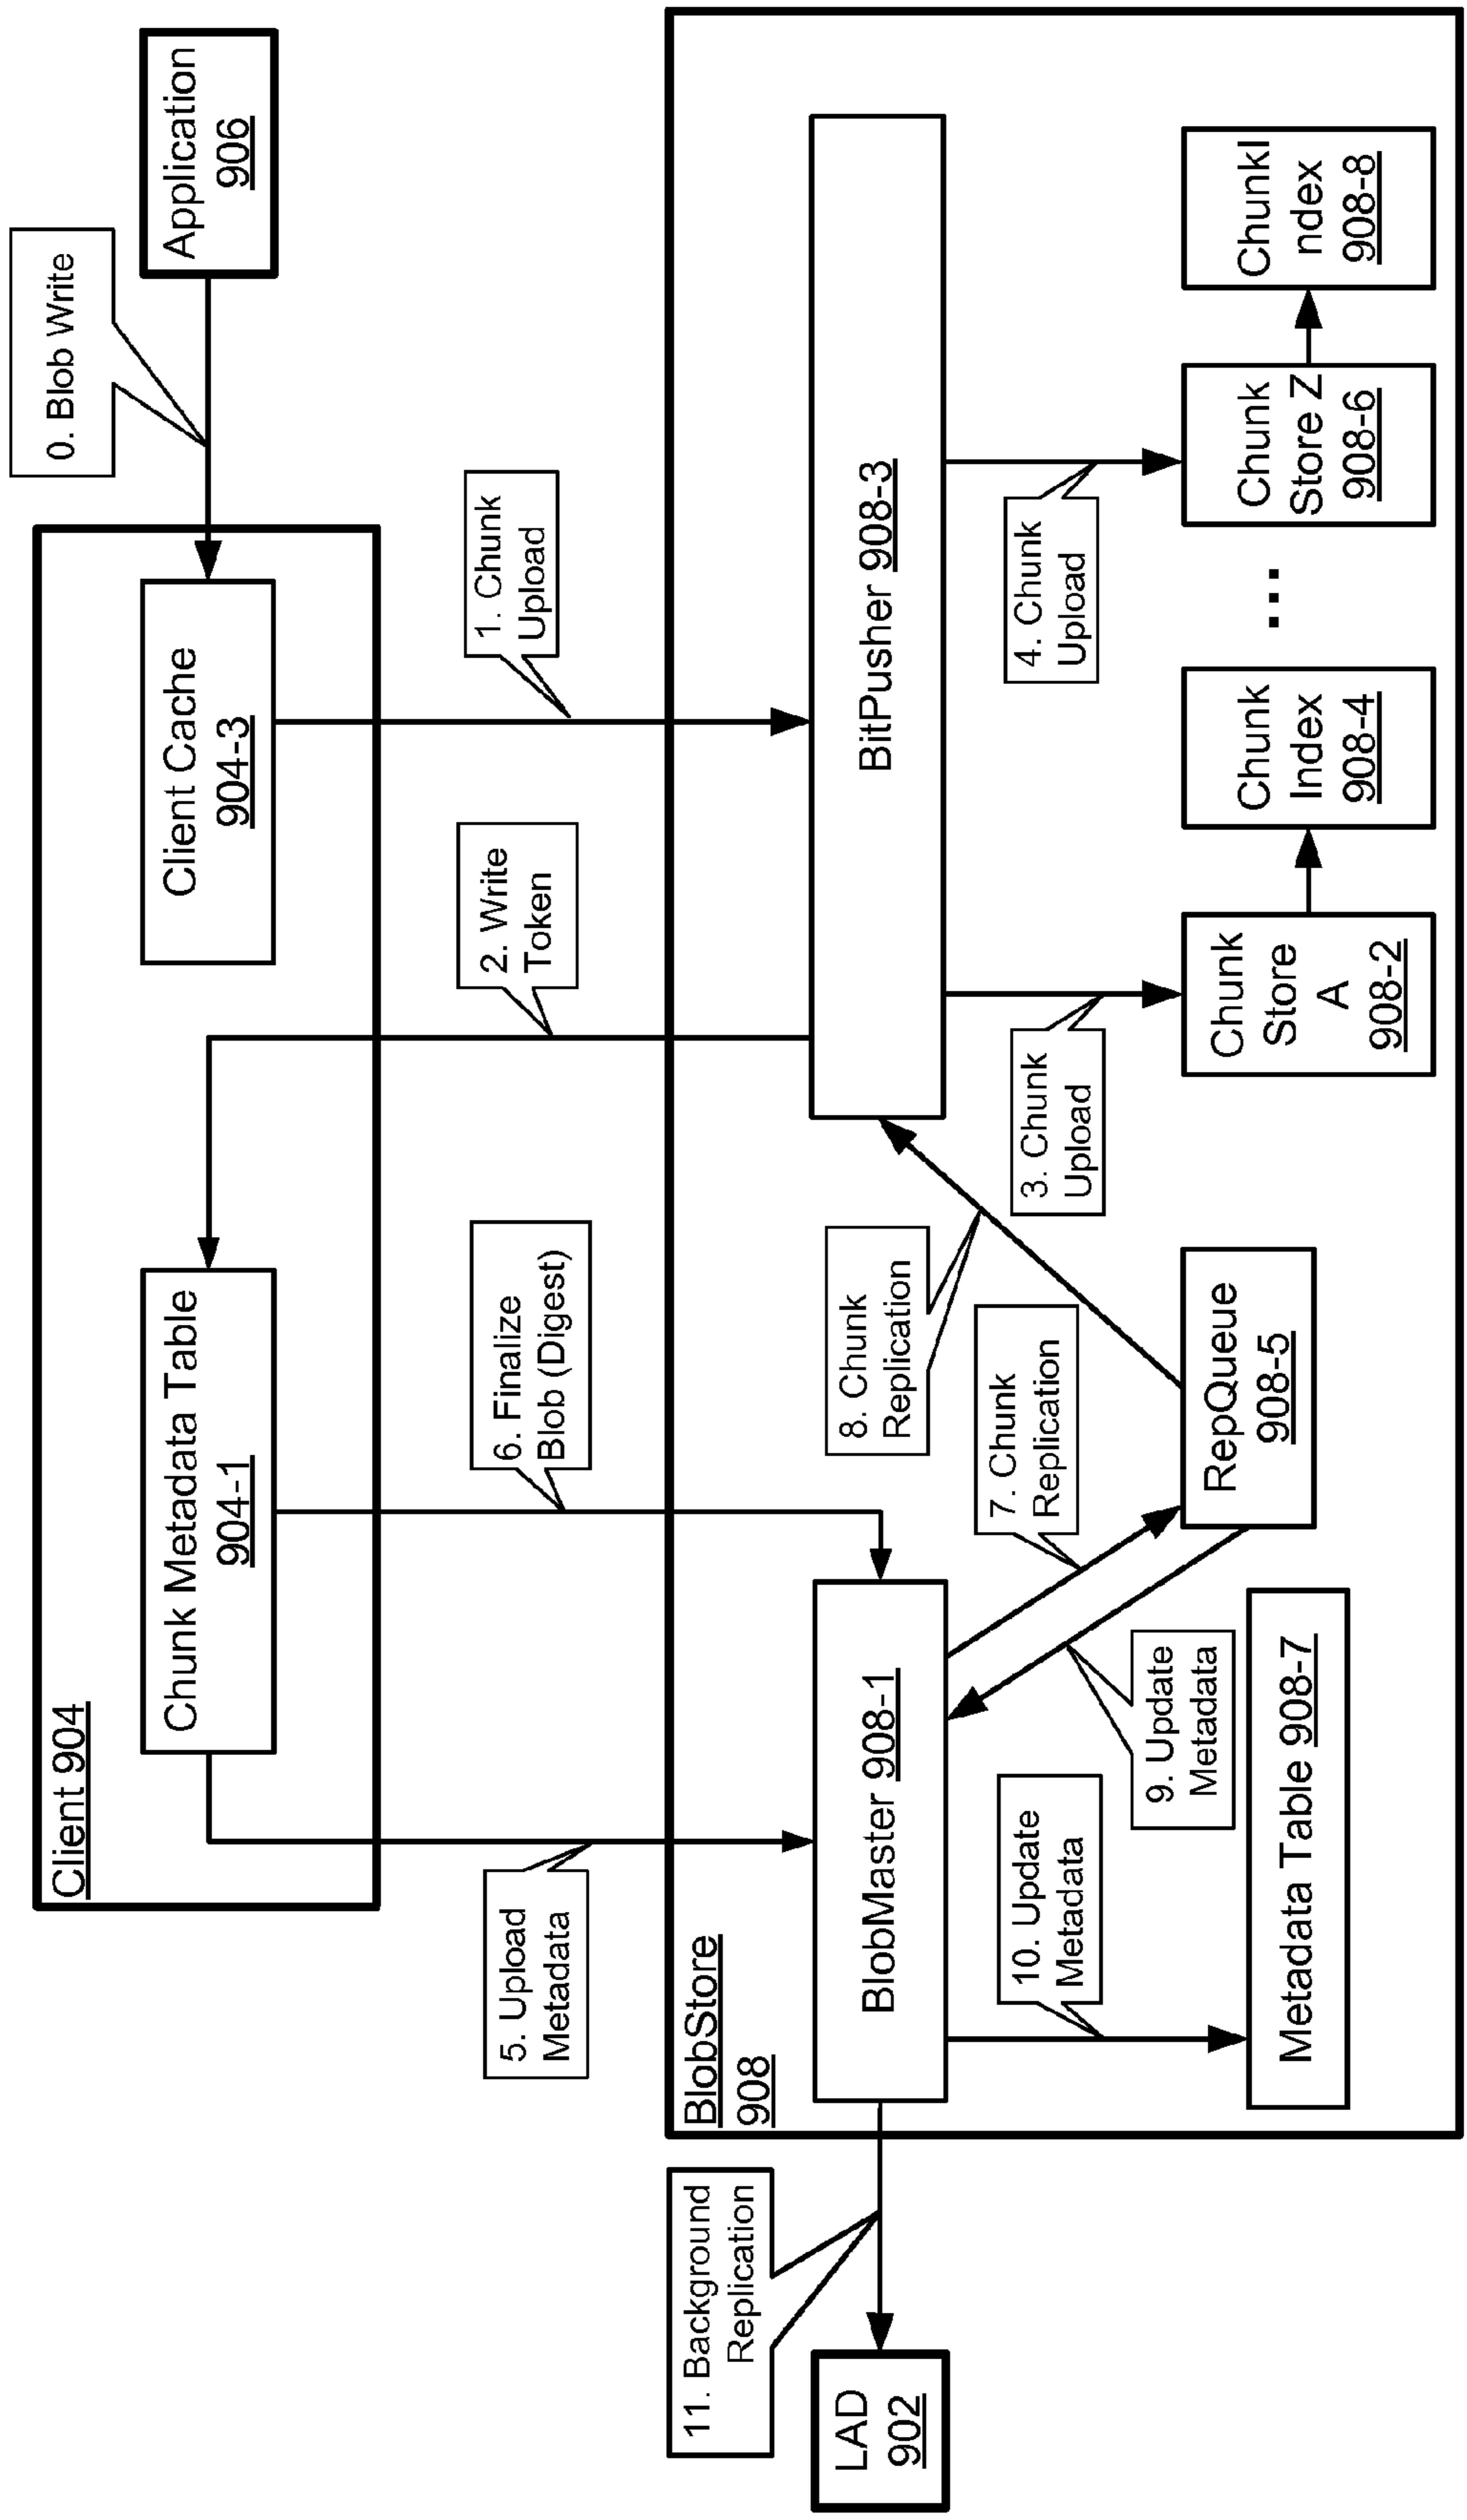 Client 904
Chunk Metadata Table
904-1
Client Cache
904-3
0. Blob Write
Application
906
5. Upload
Metadata
6. Finalize
Blob (Digest)
2. Write
Token
1. Chunk
Upload
11. Background
Replication
LAD
902
BlobStore
908
BlobMaster 908-1
8. Chunk
Replication
BitPusher 908-3
10. Update
Metadata
7. Chunk
Replication
9. Update
Metadata
3. Chunk
Upload
4. Chunk
Upload
Metadata Table 908-7
RepQueue
908-5
Chunk
Store
A
908-2
Chunk
Index
908-4
...
Chunk
Store Z
908-6
ChunkI
ndex
908-8